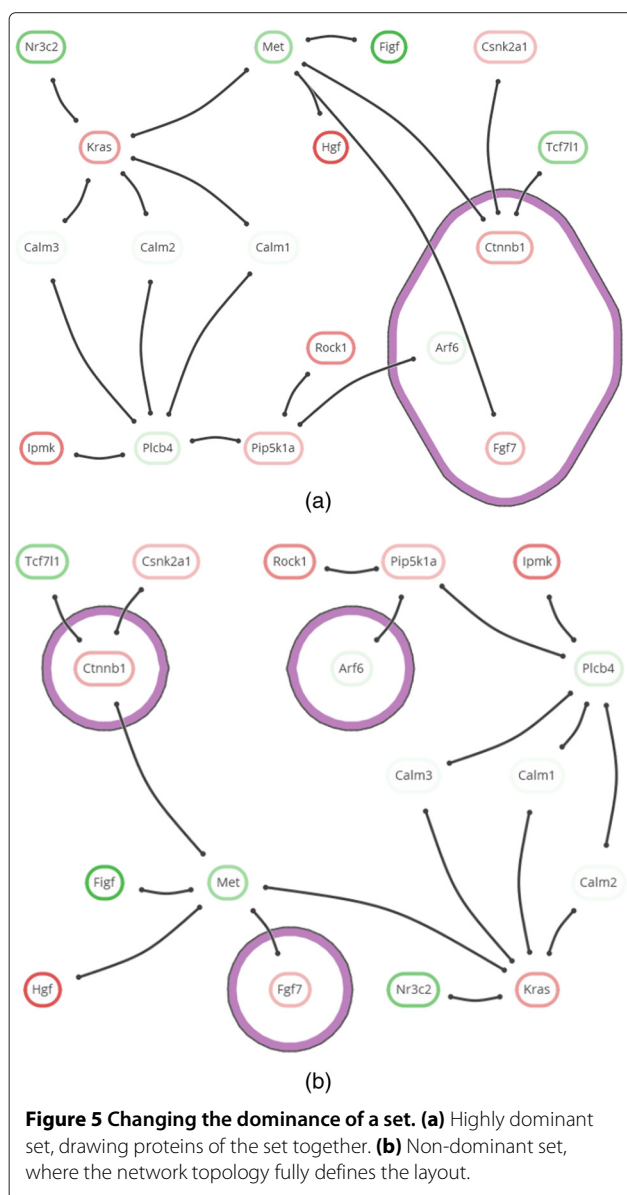 Nr3c2
Met
Figf
Csnk2a1
Kras
Hgf
Tcf7l1
Calm3
Calm2
Calm1
Ctnnb1
Rock1
Arf6
Ipmk
Plcb4
Pip5k1a
Fgf7
(a)
Tcf7l1
Csnk2a1
Rock1
Pip5k1a
Ipmk
Ctnnb1
Arf6
Plcb4
Calm3
Calm1
Figf
Met
Calm2
Hgf
Fgf7
Nr3c2
Kras
(b)
Figure 5 Changing the dominance of a set. (a) Highly dominant
set, drawing proteins of the set together. (b) Non-dominant set,
where the network topology fully defines the layout.